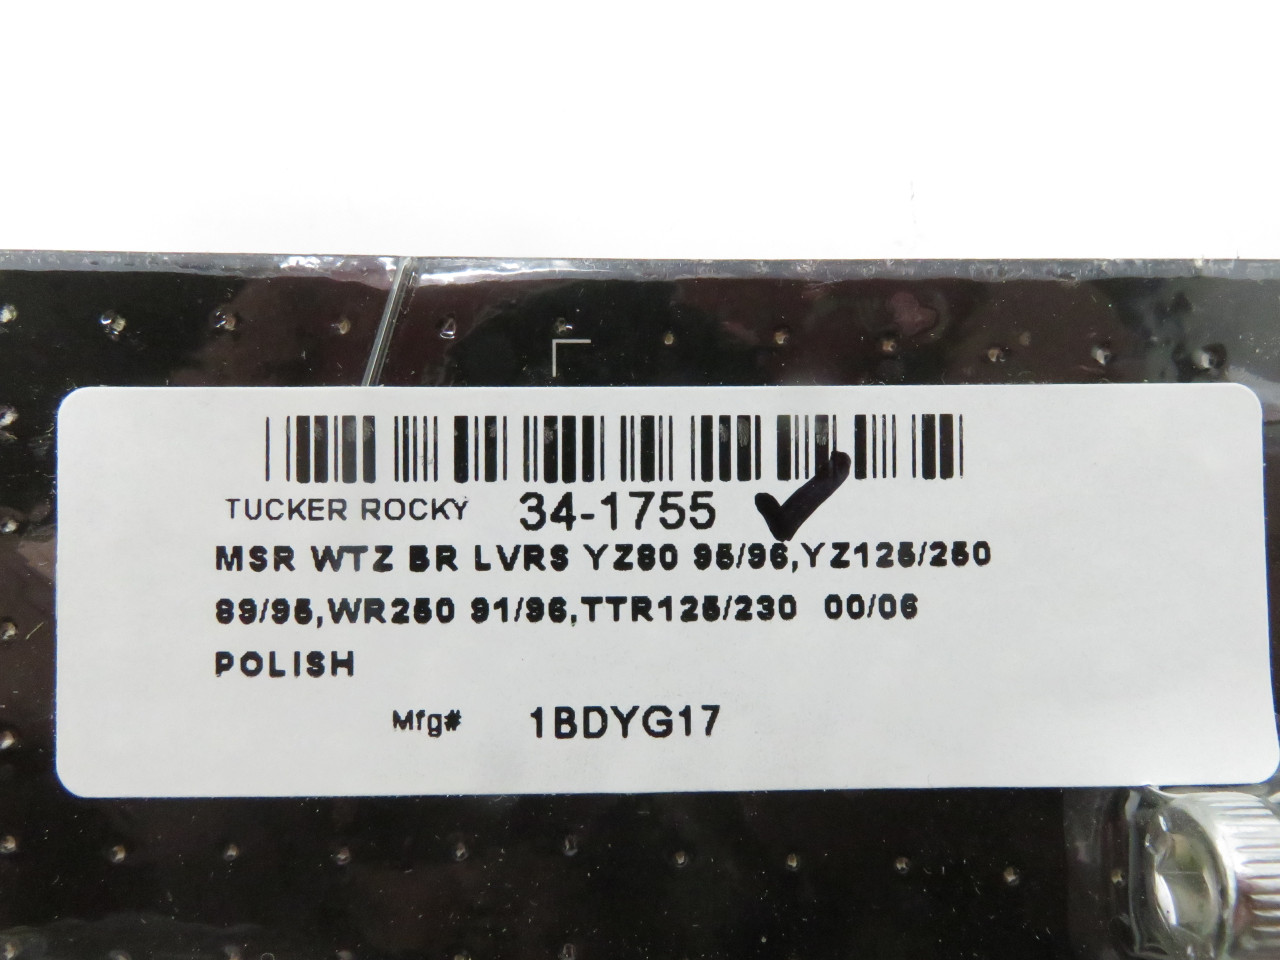 TUCKER ROCKY 34-1755
MSR WTZ BR LVRS YZ80 95/96,YZ125/250
89/95,WR250 91/96,TTR125/230 00/06
POLISH
Mfg# 1BDYG17